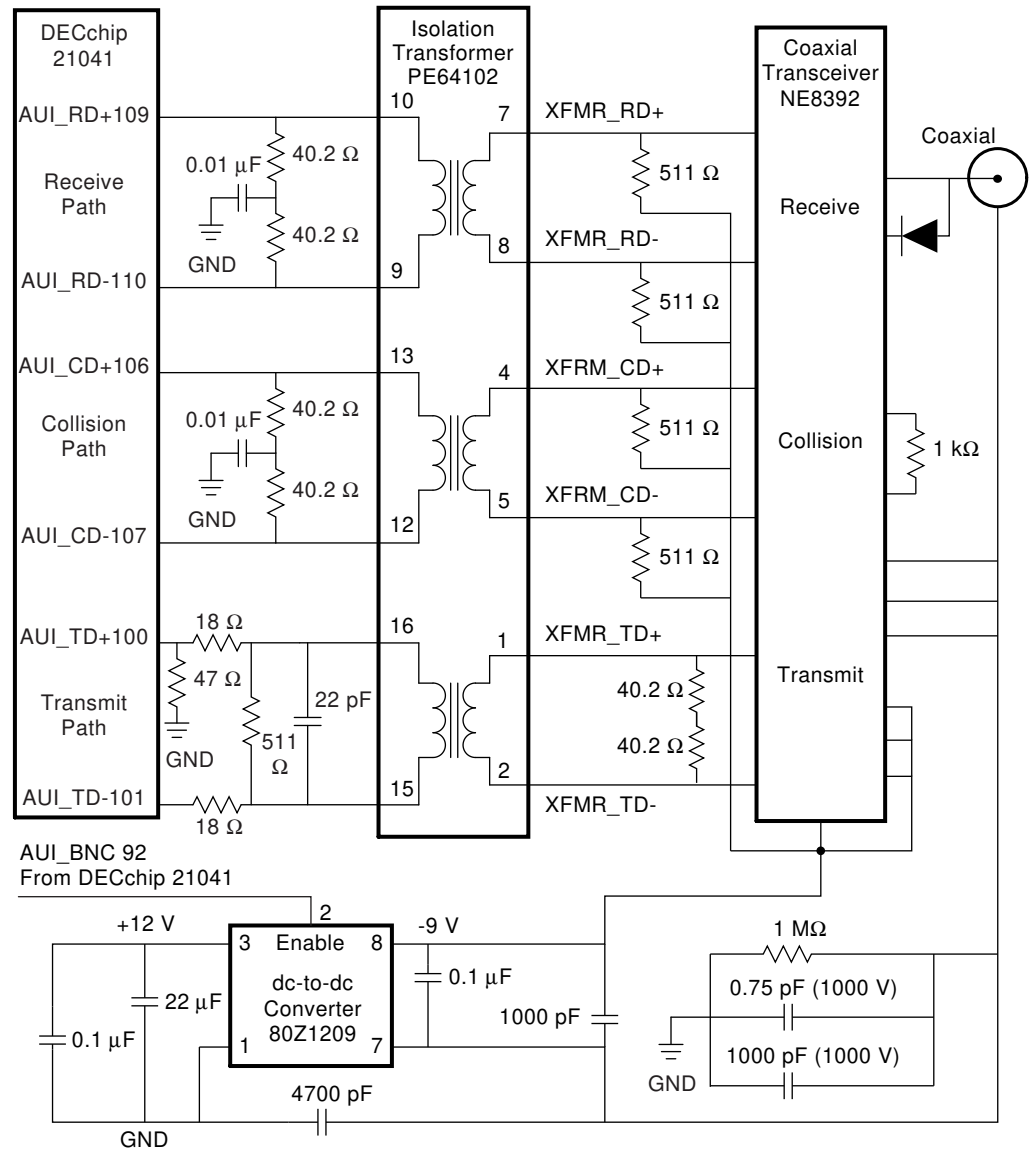 DECchip
21041
Isolation
Transformer
PE64102
Coaxial
Transceiver
NE8392
AUI_RD+109
10
7
XFMR_RD+
Coaxial
0.01 µF
40.2 Ω
511 Ω
Receive
Path
Receive
40.2 Ω
GND
8
XFMR_RD-
AUI_RD-110
9
511 Ω
AUI_CD+106
13
4
XFRM_CD+
0.01 µF
40.2 Ω
511 Ω
Collision
Path
Collision
1 kΩ
40.2 Ω
GND
5
XFRM_CD-
AUI_CD-107
12
511 Ω
18 Ω
AUI_TD+100
16
1
XFMR_TD+
47 Ω
22 pF
40.2 Ω
Transmit
Transmit
Path
511
Ω
40.2 Ω
GND
2
AUI_TD-101
15
XFMR_TD-
18 Ω
AUI_BNC 92
From DECchip 21041
2
+12 V
3 Enable 8
-9 V
1 MΩ
22 µF
dc-to-dc
Converter
80Z1209
0.1 µF
0.75 pF (1000 V)
0.1 µF
1
7
1000 pF
1000 pF (1000 V)
GND
4700 pF
GND